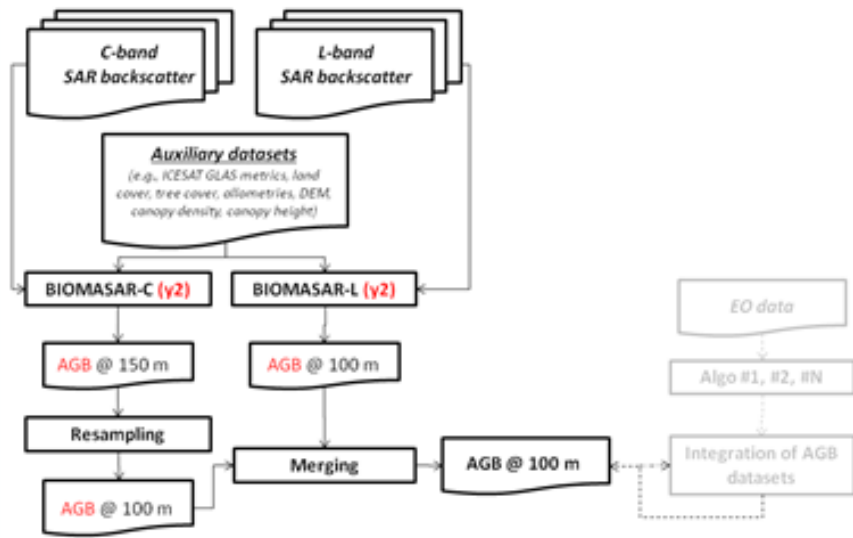 C-band
SAR backscatter
L-band
SAR backscatter
Auxiliary datasets
(e.g., ICESAT GLAS metrics, land
cover, tree cover, allometries, DEM,
canopy density, canopy height)
BIOMASAR-C (y2)
BIOMASAR-L (y2)
EO data
AGB @ 150 m
AGB @ 100 m
Algo #1, #2, #N
Resampling
Merging
AGB @ 100 m
Integration of AGB
datasets
AGB @ 100 m